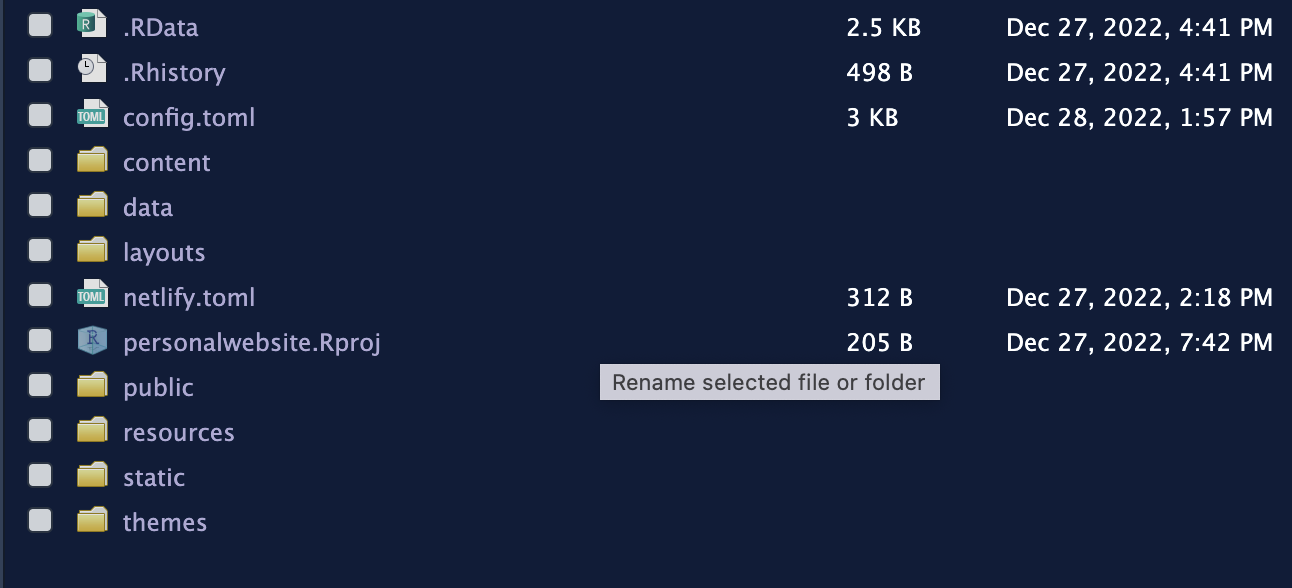 .RData 2.5 KB Dec 27, 2022, 4:41 PM
.Rhistory 498 B Dec 27, 2022, 4:41 PM
TOML config.toml 3 KB Dec 28, 2022, 1:57 PM
content
data
layouts
TOML netlify.toml 312 B Dec 27, 2022, 2:18 PM
R personalwebsite.Rproj 205 B Dec 27, 2022, 7:42 PM
public
Rename selected file or folder
resources
static
themes